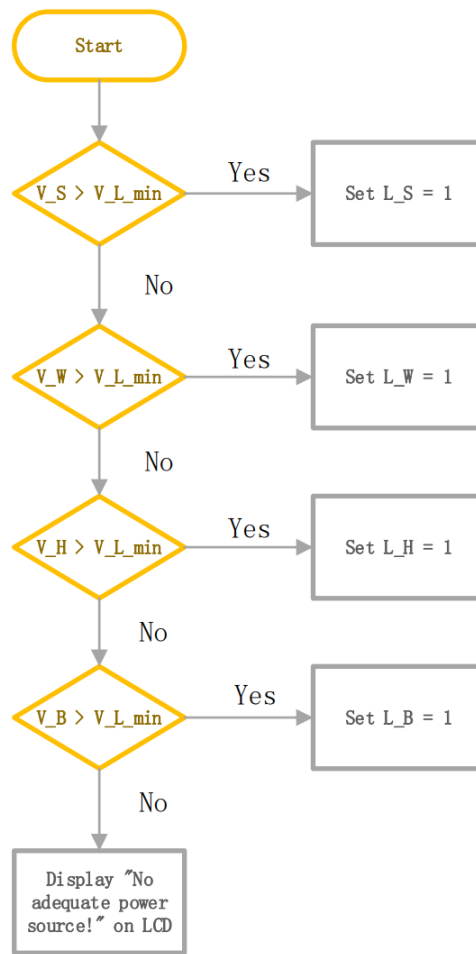 Start
V_S > V_L_min
Yes
Set L_S = 1
No
V_W > V_L_min
Yes
Set L_W = 1
No
V_H > V_L_min
Yes
Set L_H = 1
No
V_B > V_L_min
Yes
Set L_B = 1
No
Display "No
adequate power
source!" on LCD